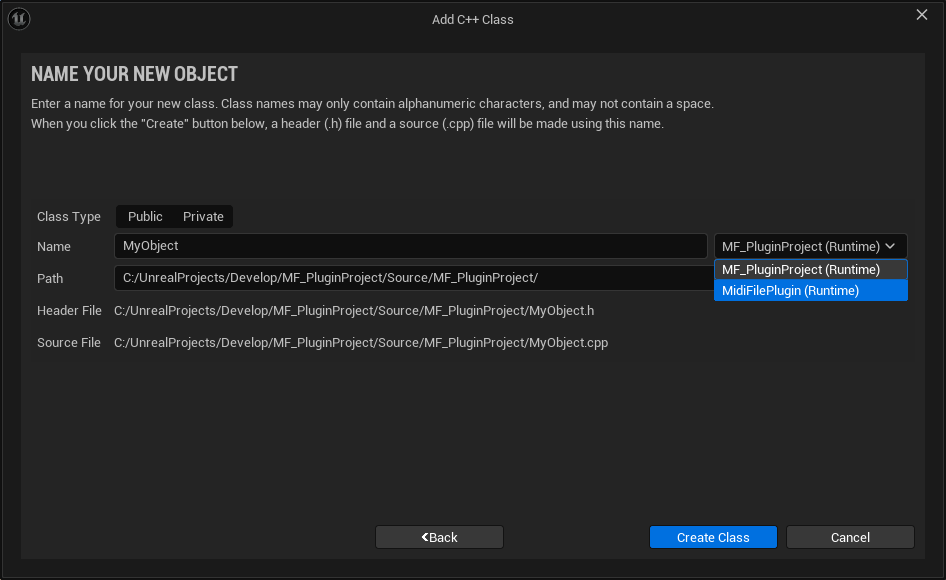 Add C++ Class
NAME YOUR NEW OBJECT
Enter a name for your new class. Class names may only contain alphanumeric characters, and may not contain a space.
When you click the "Create" button below, a header (.h) file and a source (.cpp) file will be made using this name.
Class Type Public Private
Name MyObject MF_PluginProject (Runtime)
MF_PluginProject (Runtime)
Path C:/UnrealProjects/Develop/MF_PluginProject/Source/MF_PluginProject/
MidiFilePlugin (Runtime)
Header File C:/UnrealProjects/Develop/MF_PluginProject/Source/MF_PluginProject/MyObject.h
Source File C:/UnrealProjects/Develop/MF_PluginProject/Source/MF_PluginProject/MyObject.cpp
<Back Create Class Cancel